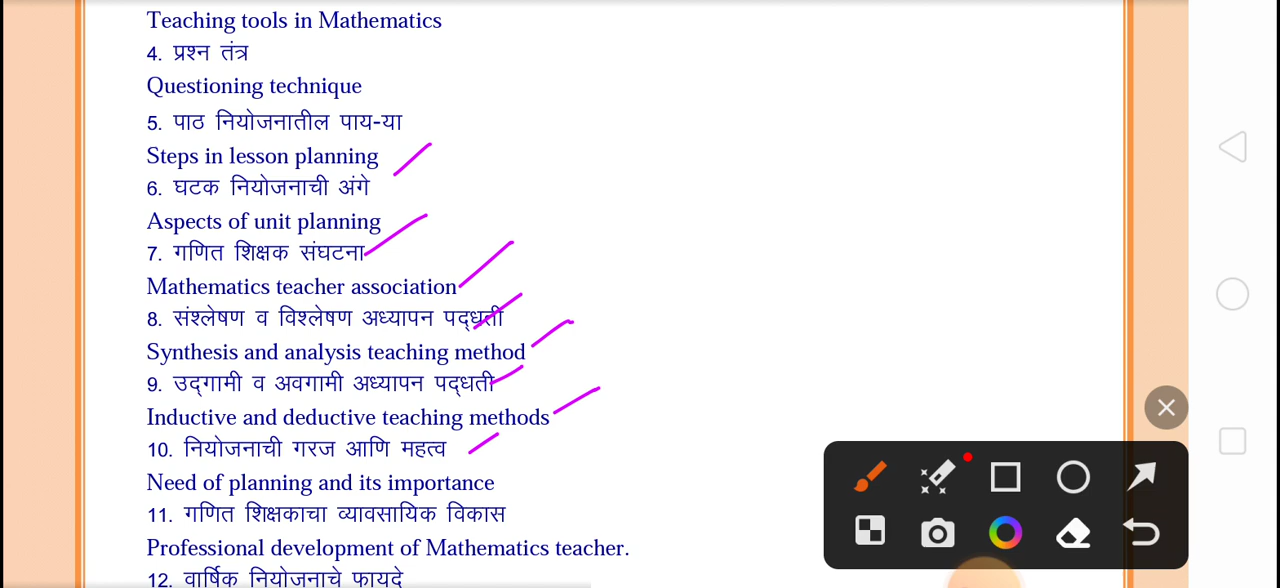 Teaching tools in Mathematics
4. प्रश्न तंत्र
Questioning technique
5. पाठ नियोजनातील पाय-या
Steps in lesson planning
6. घटक नियोजनाची अंगे
Aspects of unit planning
7. गणित शिक्षक संघटना
Mathematics teacher association
8. संश्लेषण व विश्लेषण अध्यापन पद्धती
Synthesis and analysis teaching method
9. उद्गामी व अवगामी अध्यापन पद्धती
Inductive and deductive teaching methods
10. नियोजनाची गरज आणि महत्व
Need of planning and its importance
11. गणित शिक्षकाचा व्यावसायिक विकास
Professional development of Mathematics teacher.
12. वार्षिक नियोजनाचे फायदे